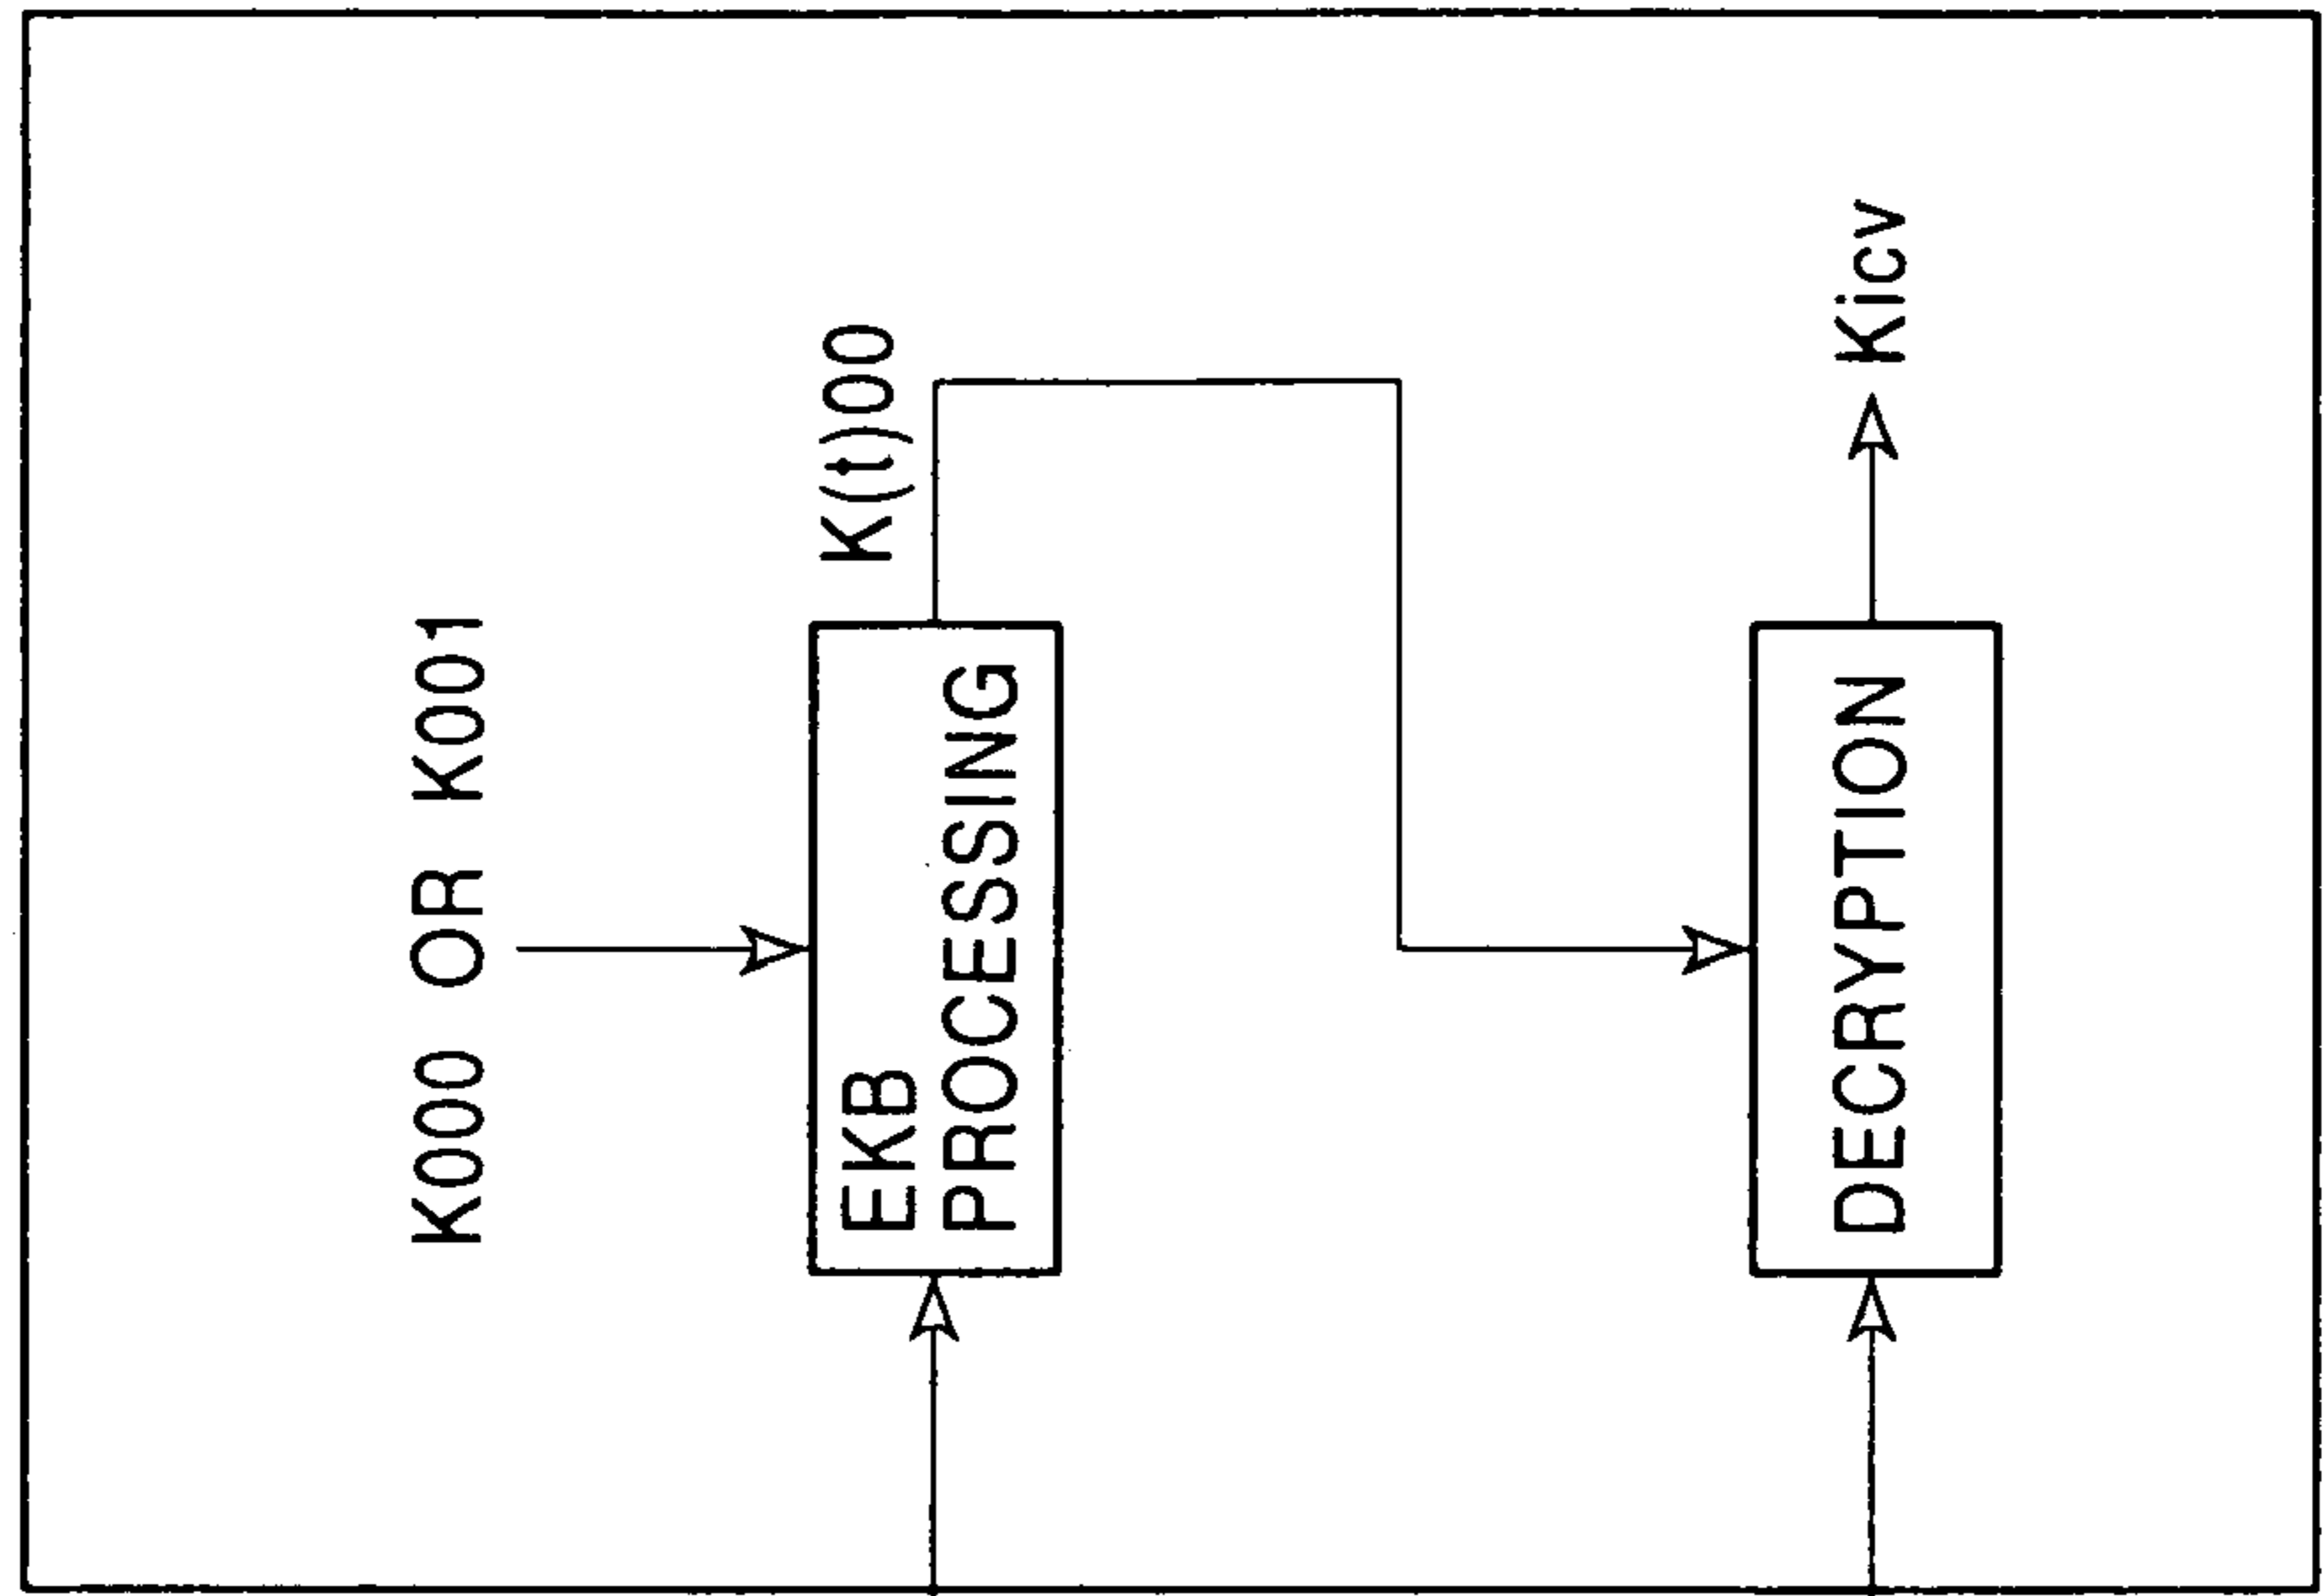 K000 OR K001
K(t)00
EKB
PROCESSING
Kicv
DECRYPTION